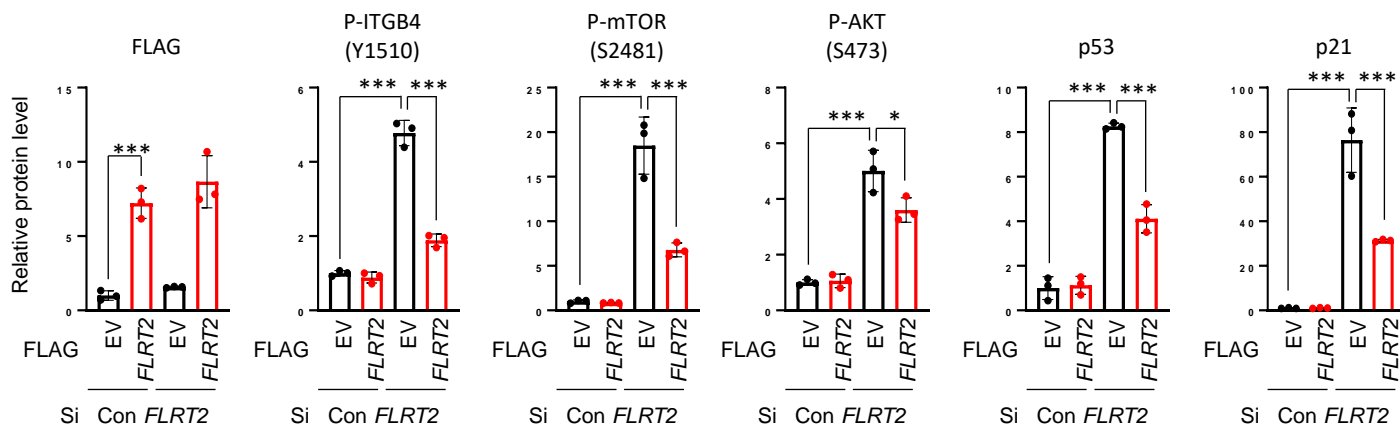 FLAG
P-ITGB4
(Y1510)
P-mTOR
(S2481)
P-AKT
(S473)
p53
p21
Relative protein level
15
10
5
0
***
6
4
2
0
*** ***
25
20
15
10
5
0
*** ***
8
6
4
2
0
*** *
10
8
6
4
2
0
*** ***
100
80
60
40
20
0
*** ***
FLAG EV FLRT2 EV FLRT2
FLAG EV FLRT2 EV FLRT2
FLAG EV FLRT2 EV FLRT2
FLAG EV FLRT2 EV FLRT2
FLAG EV FLRT2 EV FLRT2
FLAG EV FLRT2 EV FLRT2
Si Con FLRT2
Si Con FLRT2
Si Con FLRT2
Si Con FLRT2
Si Con FLRT2
Si Con FLRT2